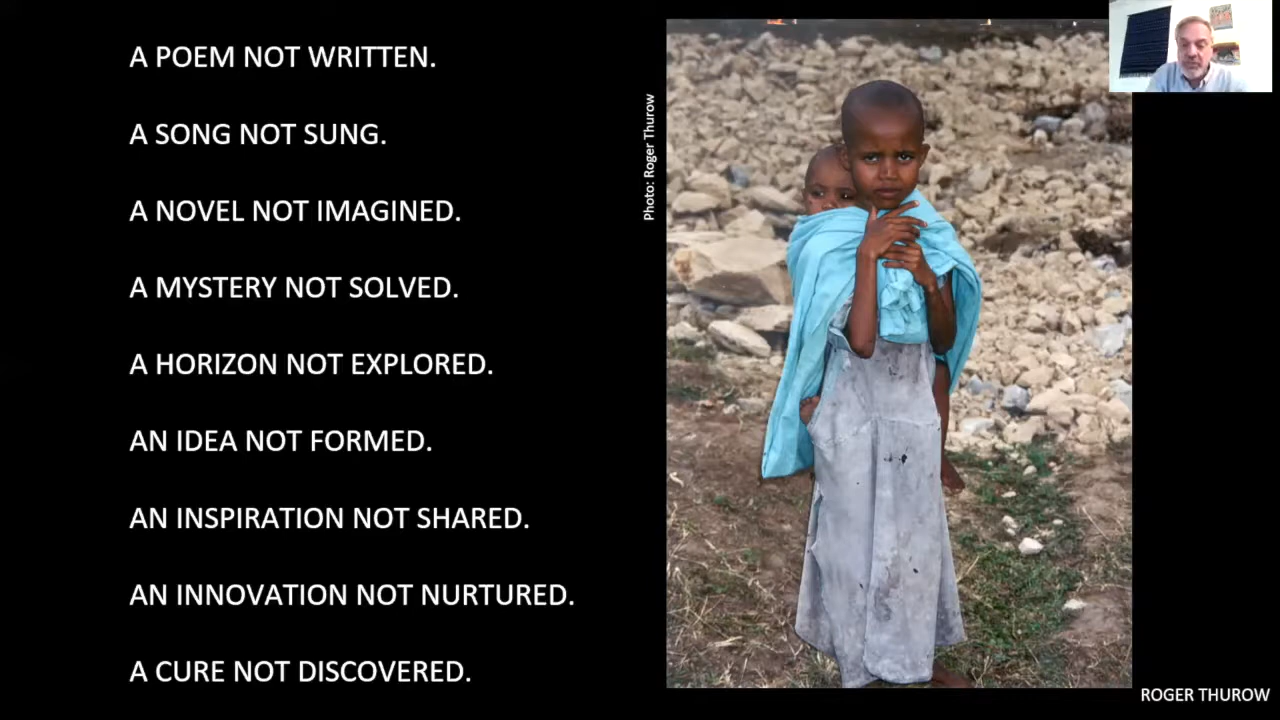 A POEM NOT WRITTEN.
A SONG NOT SUNG.
A NOVEL NOT IMAGINED.
A MYSTERY NOT SOLVED.
A HORIZON NOT EXPLORED.
AN IDEA NOT FORMED.
AN INSPIRATION NOT SHARED.
AN INNOVATION NOT NURTURED.
A CURE NOT DISCOVERED.
Photo: Roger Thurow
ROGER THUROW